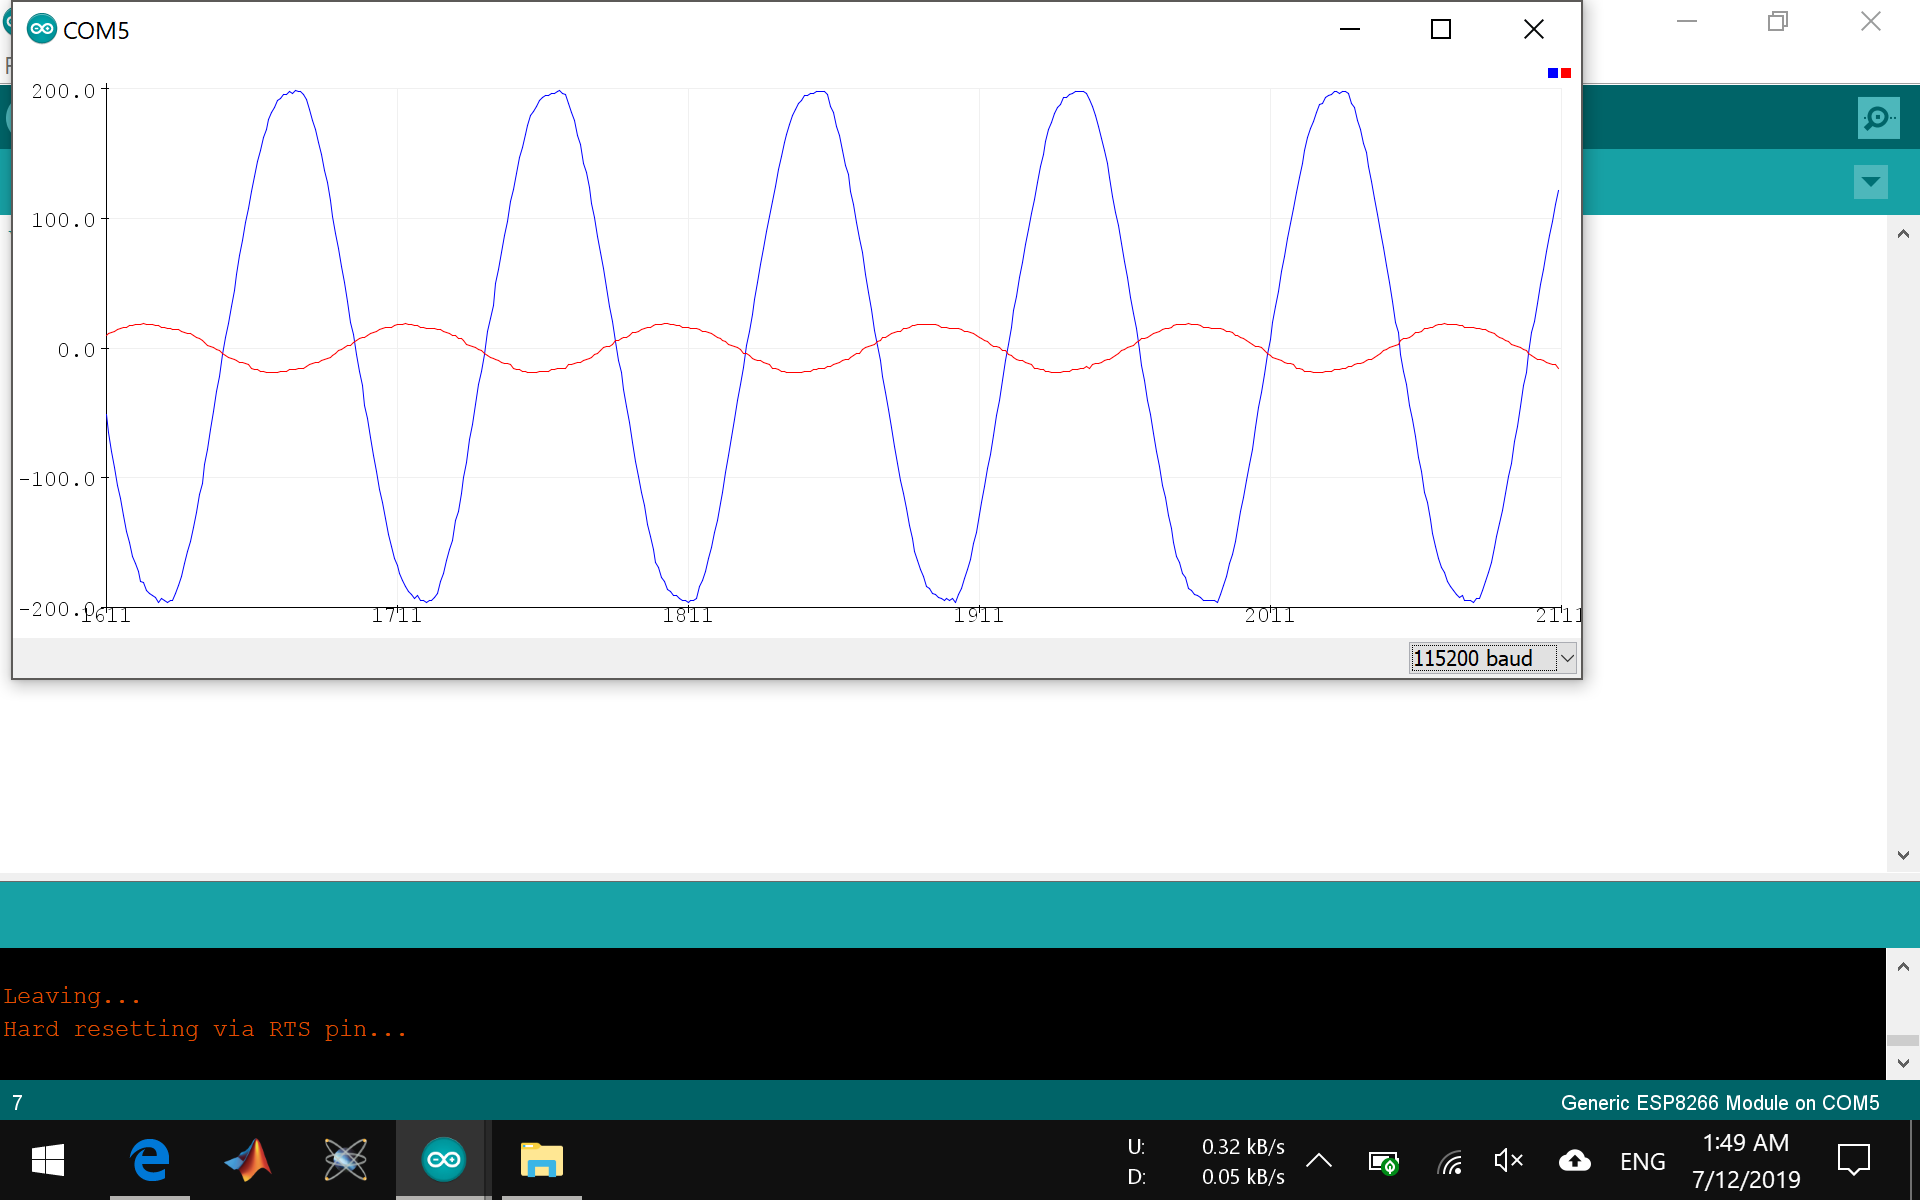 COM5
200.0
100.0
0.0
-100.0
-200.0
1611 1711 1811 1911 2011 2111
115200 baud
Leaving...
Hard resetting via RTS pin...
7
Generic ESP8266 Module on COM5
U: 0.32 kB/s
D: 0.05 kB/s
ENG
1:49 AM
7/12/2019